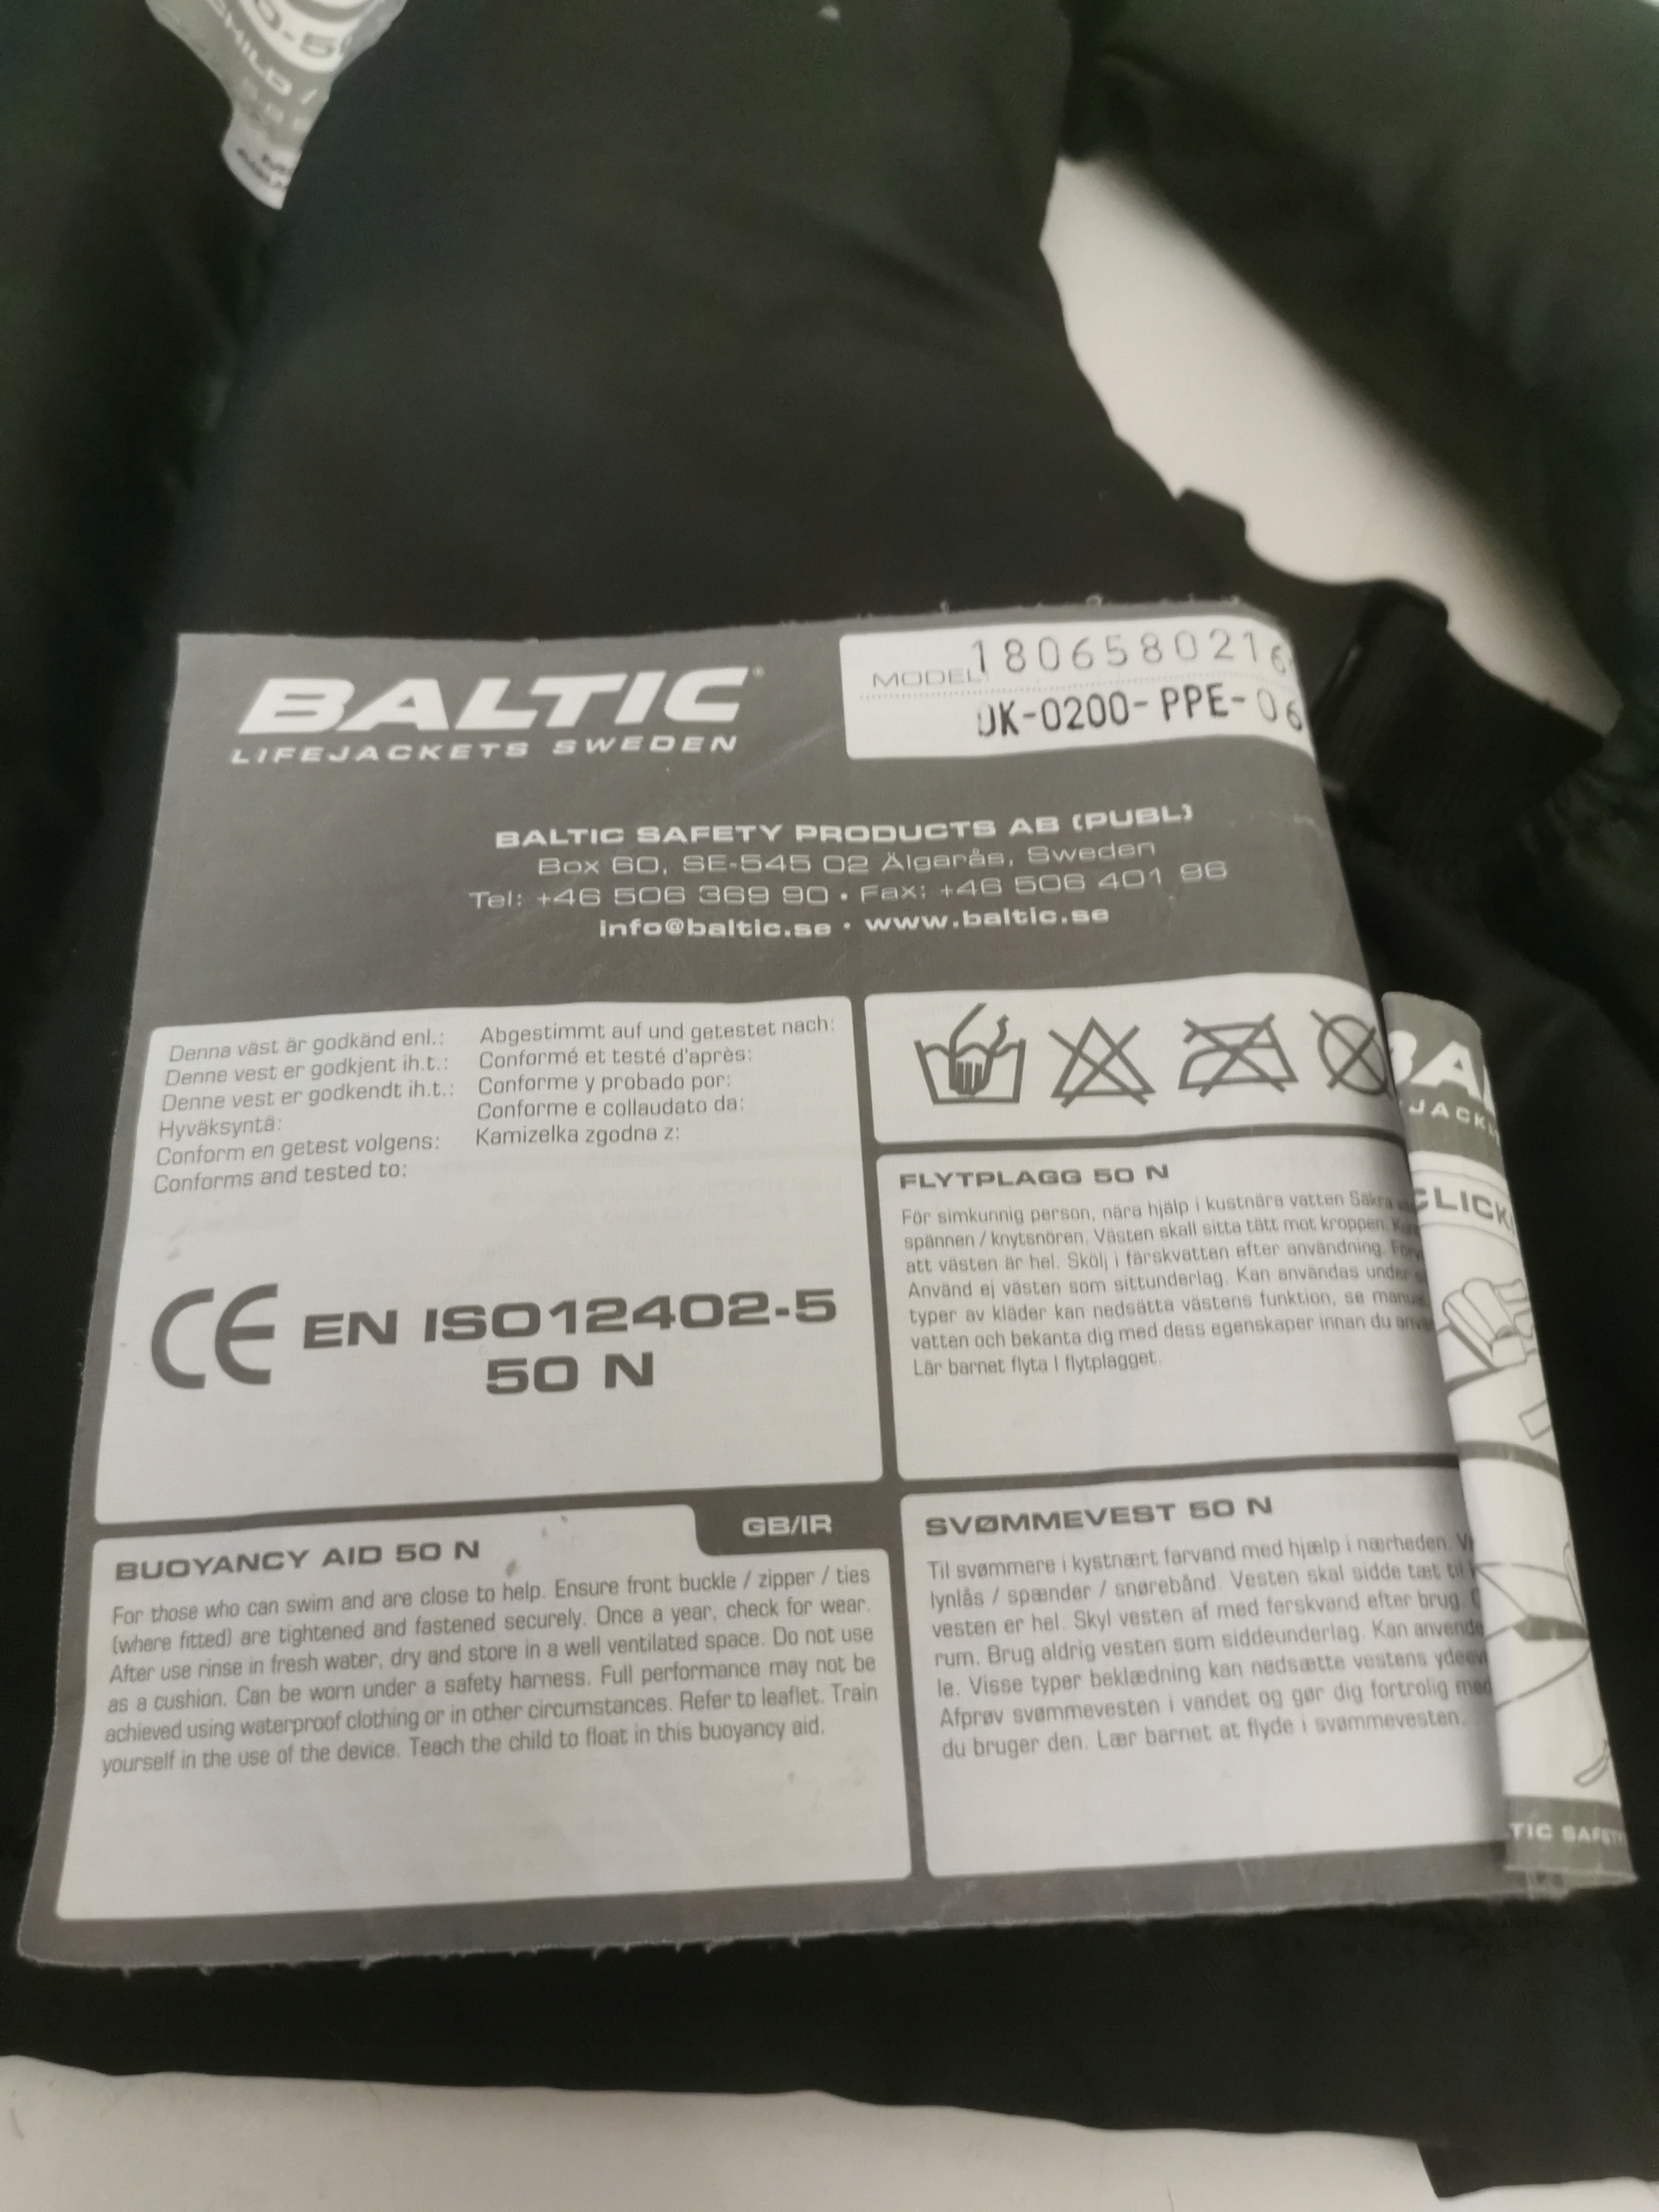 CHILD /
BALTIC®
LIFEJACKETS SWEDEN
MODEL: 1806580216
DK-0200-PPE-06
BALTIC SAFETY PRODUCTS AB (PUBL)
Box 60, SE-545 02 Älgarås, Sweden
Tel: +46 506 369 90 • Fax: +46 506 401 96
info@baltic.se • www.baltic.se
Denna väst är godkänd enl.:
Denne vest er godkjent ih.t.:
Denne vest er godkendt ih.t.:
Hyväksyntä:
Conform en getest volgens:
Conforms and tested to:
Abgestimmt auf und getestet nach:
Conformé et testé d'après:
Conforme y probado por:
Conforme e collaudato da:
Kamizelka zgodna z:
CE EN ISO12402-5
50 N
FLYTPLAGG 50 N
För simkunnig person, nära hjälp i kustnära vatten Säkra
spännen / knytsnören. Västen skall sitta tätt mot kroppen.
att västen är hel. Skölj i färskvatten efter användning.
Använd ej västen som sittunderlag. Kan användas under
typer av kläder kan nedsätta västens funktion, se
vatten och bekanta dig med dess egenskaper innan du
Lär barnet flyta I flytplagget.
GB/IR
BUOYANCY AID 50 N
For those who can swim and are close to help. Ensure front buckle / zipper / ties
(where fitted) are tightened and fastened securely. Once a year, check for wear.
After use rinse in fresh water, dry and store in a well ventilated space. Do not use
as a cushion. Can be worn under a safety harness. Full performance may not be
achieved using waterproof clothing or in other circumstances. Refer to leaflet. Train
yourself in the use of the device. Teach the child to float in this buoyancy aid.
SVØMMEVEST 50 N
Til svømmere i kystnært farvand med hjælp i nærheden.
lynlås / spænder / snørebånd. Vesten skal sidde tæt til
vesten er hel. Skyl vesten af med ferskvand efter brug.
rum. Brug aldrig vesten som siddeunderlag. Kan anvende
le. Visse typer beklædning kan nedsætte vestens
Afprøv svømmevesten i vandet og gør dig fortrolig med
du bruger den. Lær barnet at flyde i svømmevesten.
BA
JACK
CLICK
TIC SAFETY